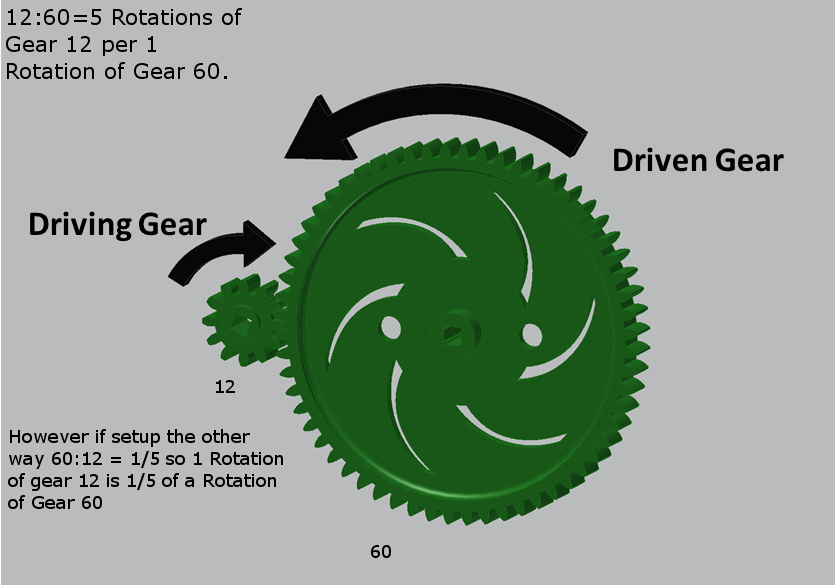 12:60=5 Rotations of
Gear 12 per 1
Rotation of Gear 60.
Driven Gear
Driving Gear
12
However if setup the other
way 60:12 = 1/5 so 1 Rotation
of gear 12 is 1/5 of a Rotation
of Gear 60
60